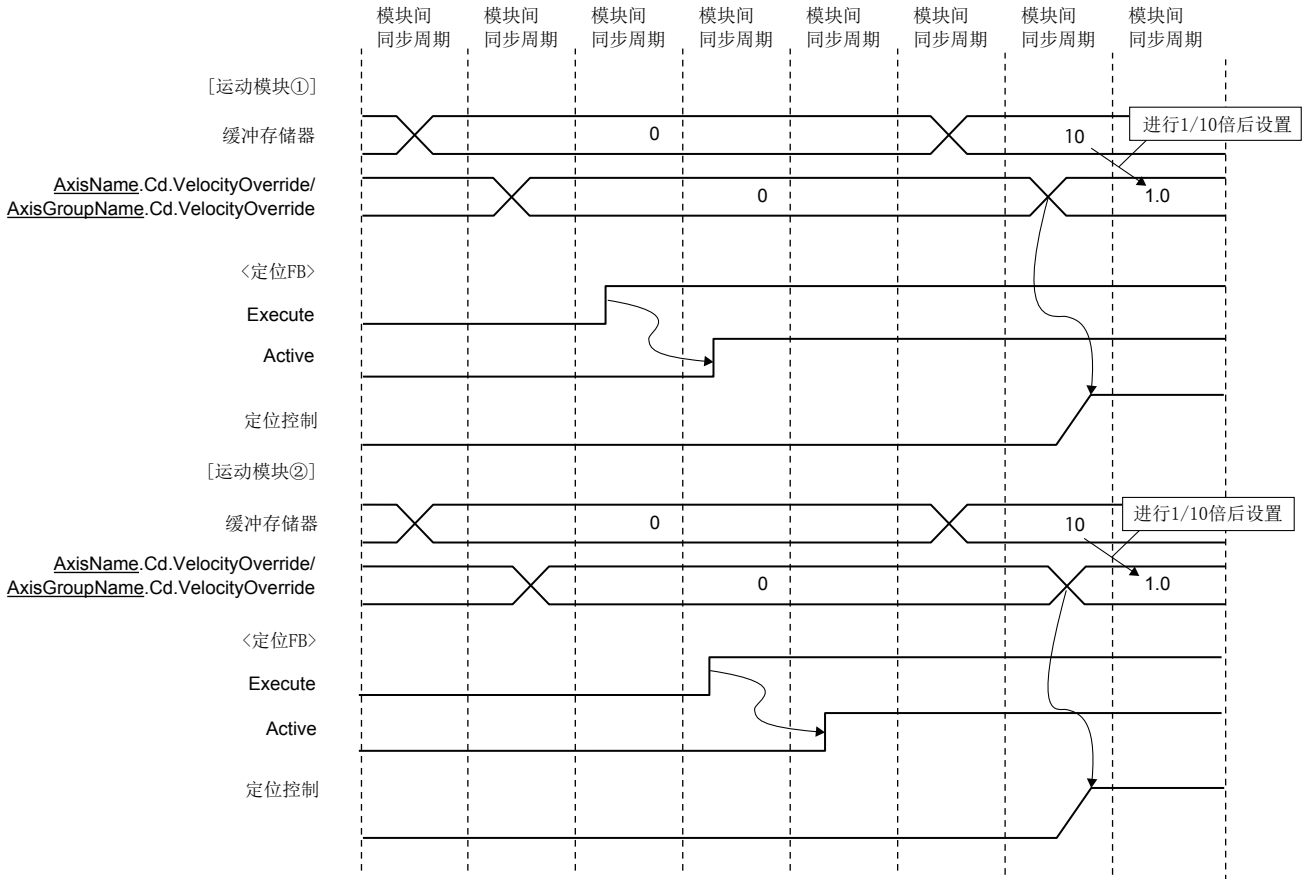 模块间 模块间 模块间 模块间 模块间 模块间 模块间 模块间
同步周期 同步周期 同步周期 同步周期 同步周期 同步周期 同步周期 同步周期
[运动模块①]
缓冲存储器 0 10 进行1/10倍后设置
AxisName.Cd.VelocityOverride/
AxisGroupName.Cd.VelocityOverride 0 1.0
<定位FB>
Execute
Active
定位控制
[运动模块②]
缓冲存储器 0 10 进行1/10倍后设置
AxisName.Cd.VelocityOverride/
AxisGroupName.Cd.VelocityOverride 0 1.0
<定位FB>
Execute
Active
定位控制